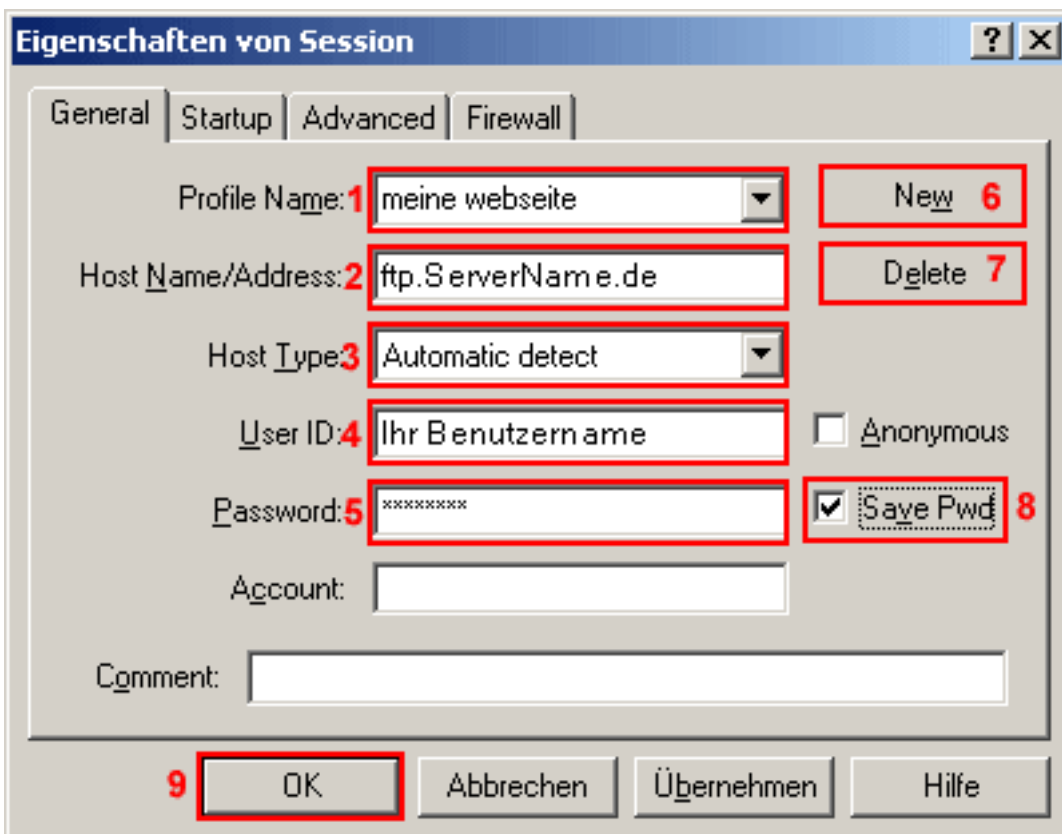 Eigenschaften von Session
General Startup Advanced Firewall
Profile Name: 1 meine webseite New 6
Host Name/Address: 2 ftp.ServerName.de Delete 7
Host Type: 3 Automatic detect
User ID: 4 Ihr Benutzername Anonymous
Password: 5 ******** Save Pwd 8
Account:
Comment:
9 OK Abbrechen Übernehmen Hilfe